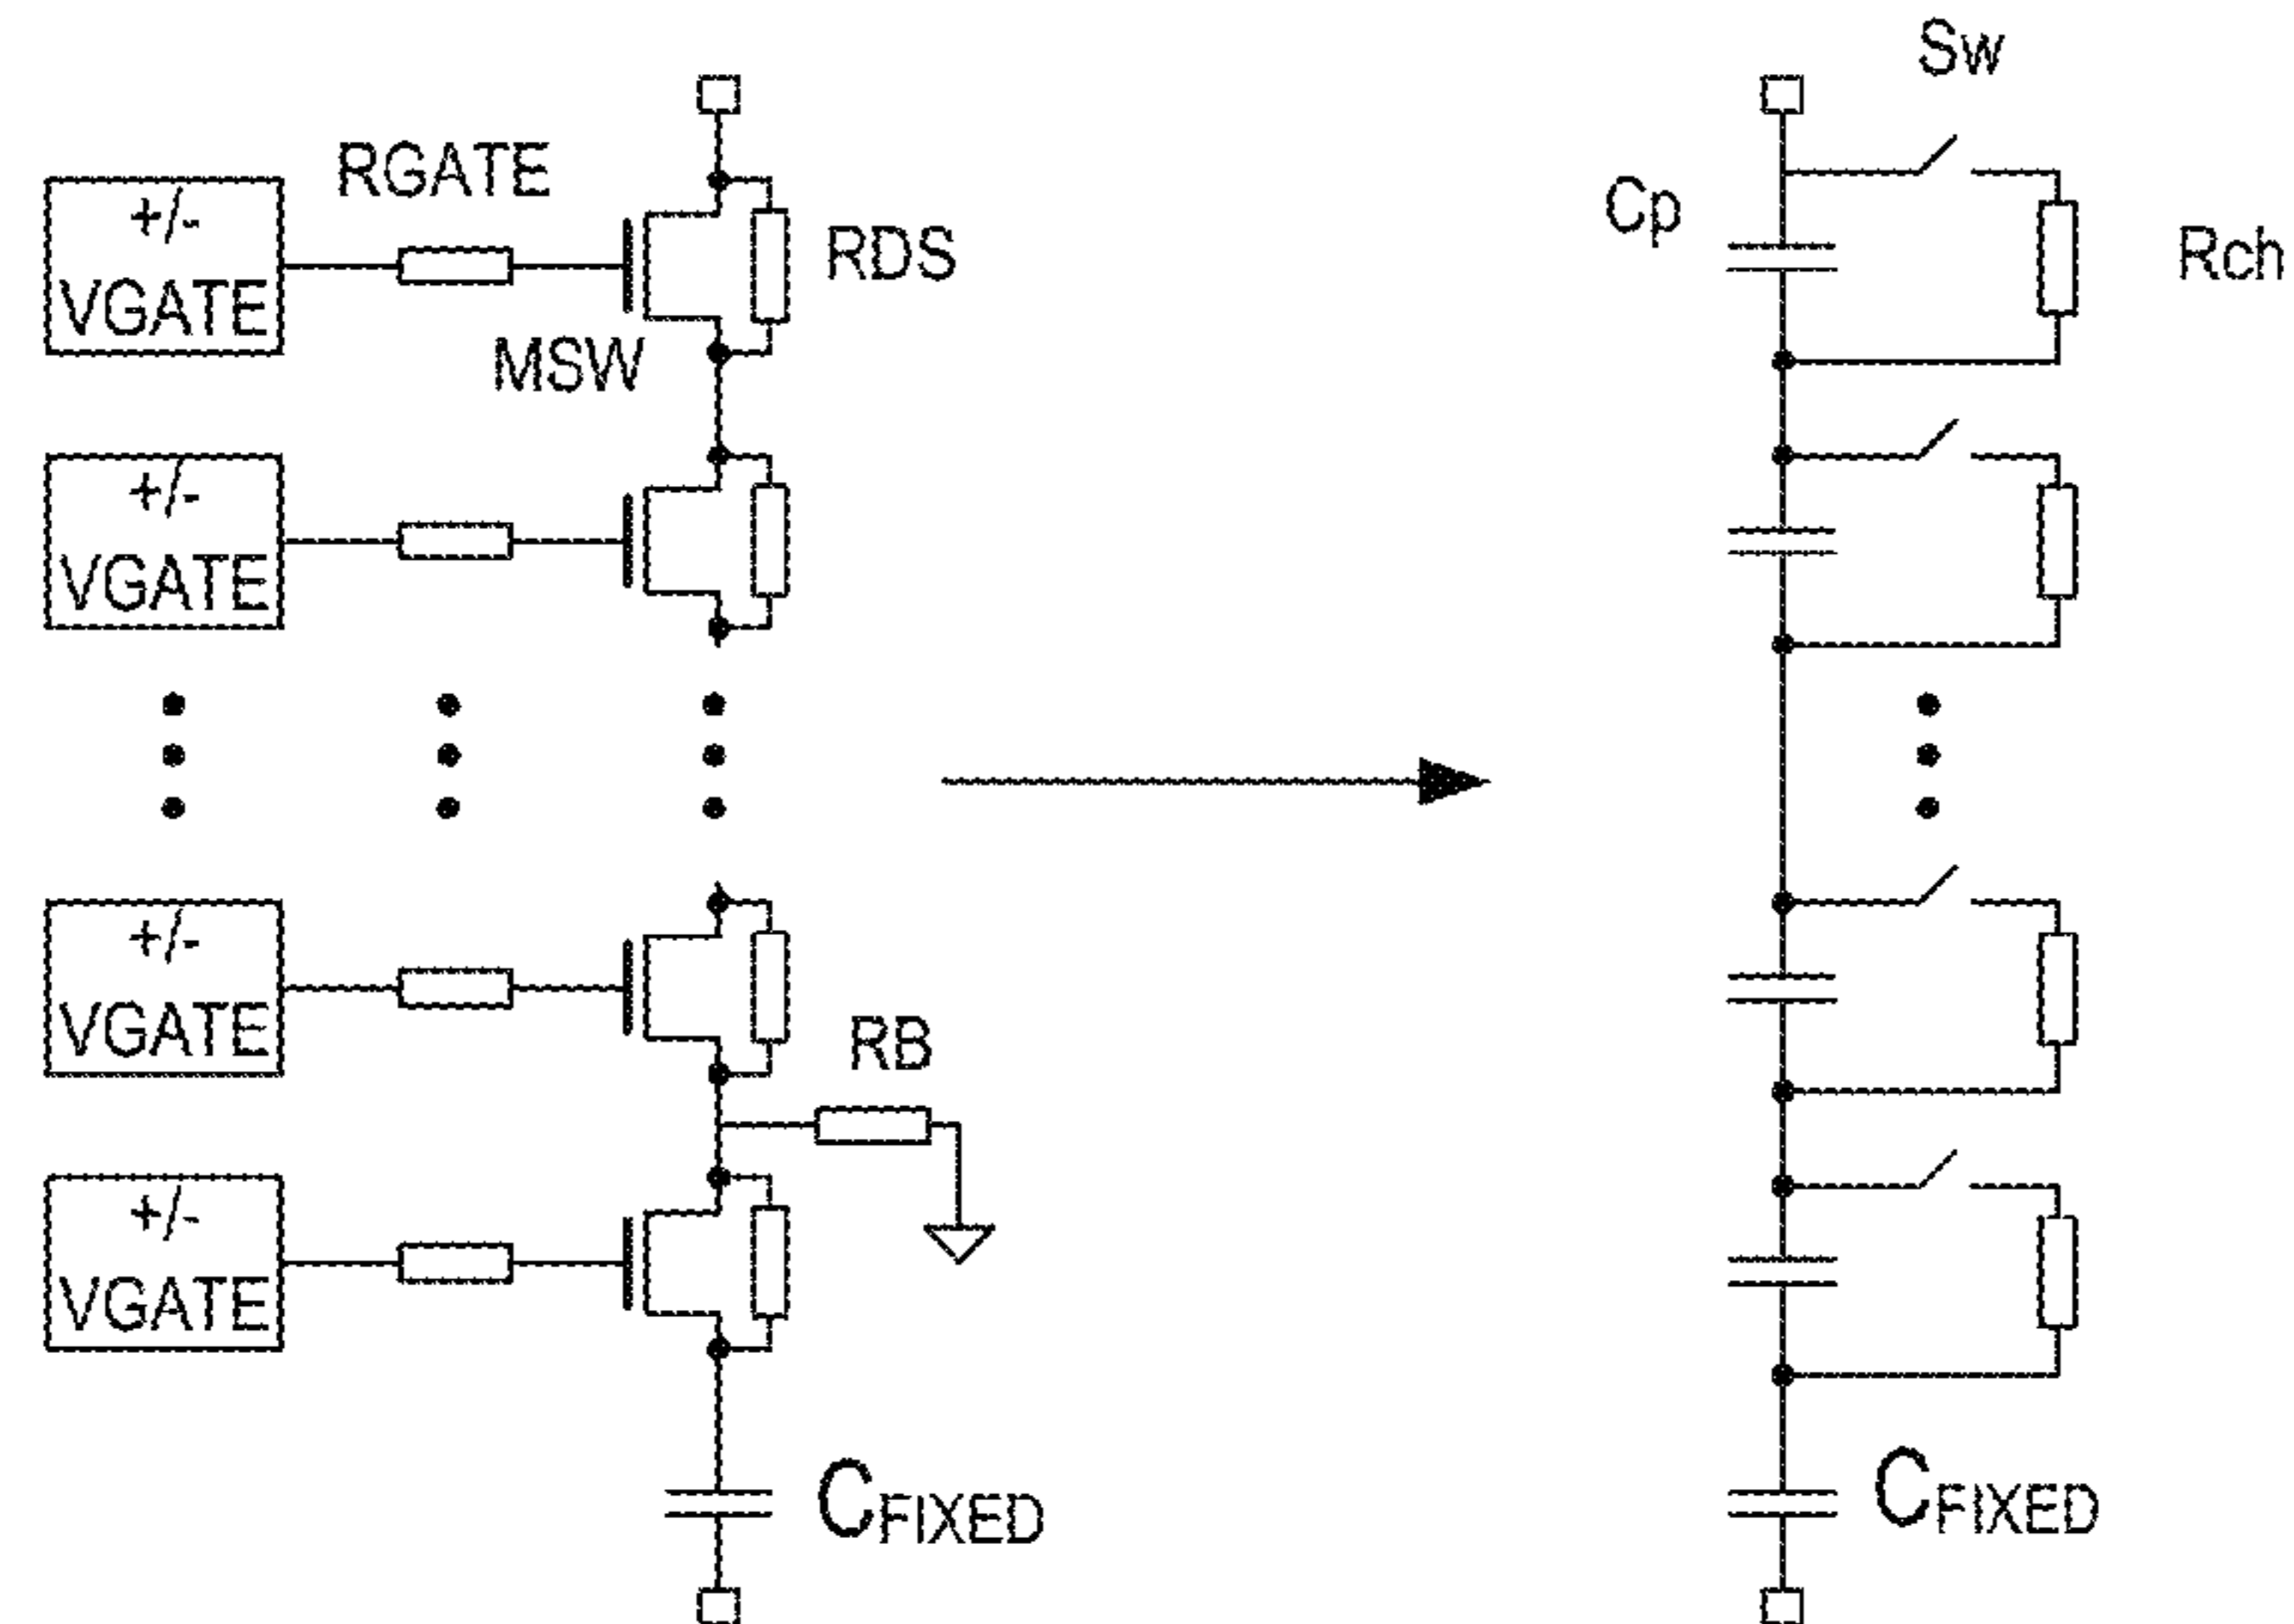 Sw
RGATE
+/-
VGATE
RDS
Cp
Rch
MSW
+/-
VGATE
+/-
VGATE
RB
+/-
VGATE
CFIXED
CFIXED